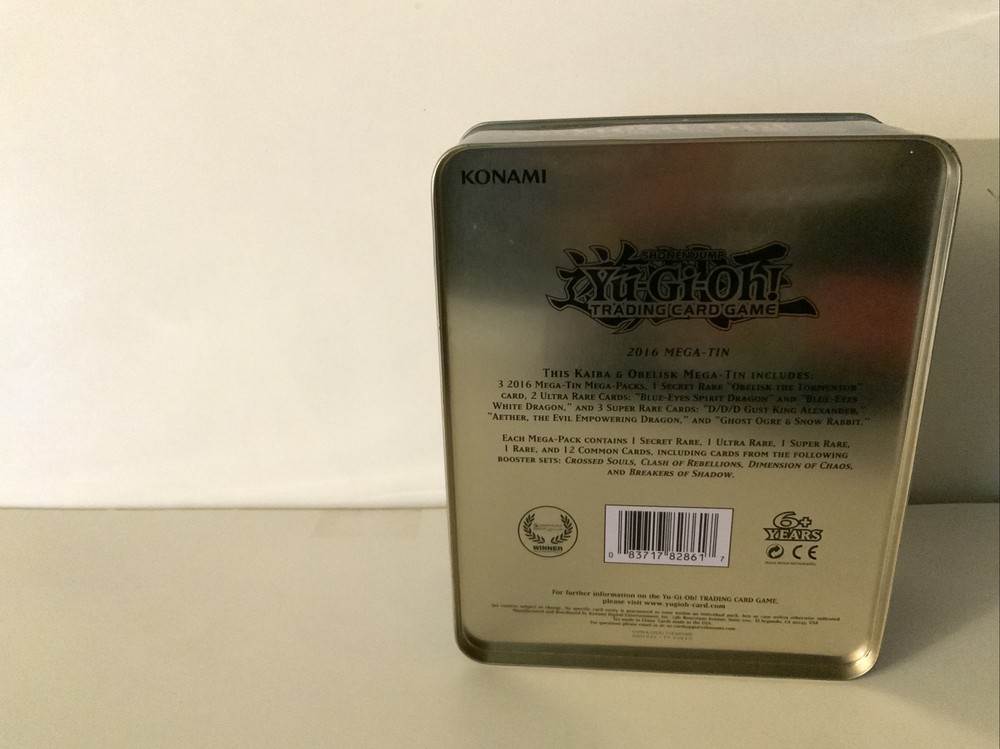 KONAMI
SHONEN JUMP
Yu-Gi-Oh!
TRADING CARD GAME
2016 MEGA-TIN
THIS KAIBA & OBELISK MEGA-TIN INCLUDES:
3 2016 MEGA-TIN MEGA-PACKS, 1 SECRET RARE "OBELISK THE TORMENTOR"
CARD, 2 ULTRA RARE CARDS: "BLUE-EYES SPIRIT DRAGON" AND "BLUE-EYES
WHITE DRAGON," AND 3 SUPER RARE CARDS: "D/D/D GUST KING ALEXANDER,
"AETHER, THE EVIL EMPOWERING DRAGON," AND "GHOST OGRE & SNOW RABBIT."
EACH MEGA-PACK CONTAINS 1 SECRET RARE, 1 ULTRA RARE, 1 SUPER RARE,
1 RARE, AND 12 COMMON CARDS, INCLUDING CARDS FROM THE FOLLOWING
BOOSTER SETS: CROSSED SOULS, CLASH OF REBELLIONS, DIMENSION OF CHAOS,
AND BREAKERS OF SHADOW.
WINNER
0 83717 82861 7
6+
YEARS
CE
For further information on the Yu-Gi-Oh! TRADING CARD GAME,
please visit www.yugioh-card.com